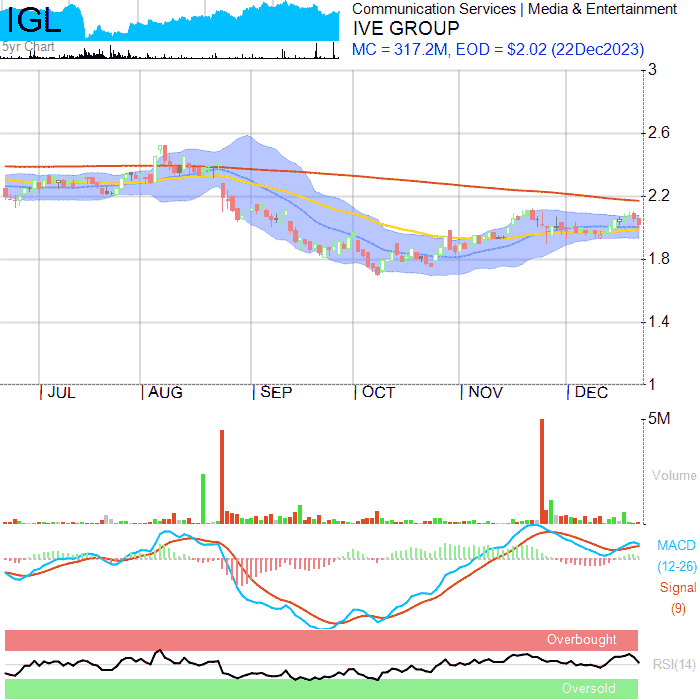 IGL
5yr Chart
Communication Services | Media & Entertainment
IVE GROUP
MC = 317.2M, EOD = $2.02 (22Dec2023)
3
2.6
2.2
1.8
1.4
1
JUL AUG SEP OCT NOV DEC
5M
Volume
MACD
(12-26)
Signal
(9)
Overbought
RSI(14)
Oversold